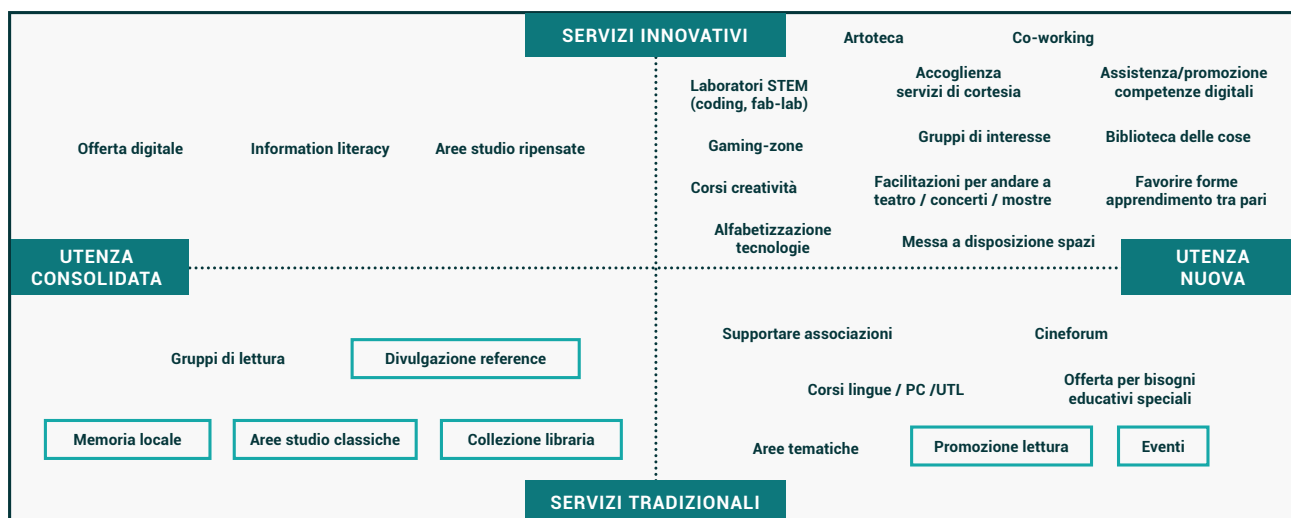 SERVIZI INNOVATIVI
Artoteca
Co-working
Laboratori STEM
(coding, fab-lab)
Accoglienza
servizi di cortesia
Assistenza/promozione
competenze digitali
Offerta digitale
Information literacy
Aree studio ripensate
Gaming-zone
Gruppi di interesse
Biblioteca delle cose
Corsi creatività
Facilitazioni per andare a
teatro / concerti / mostre
Favorire forme
apprendimento tra pari
Alfabetizzazione
tecnologie
Messa a disposizione spazi
UTENZA
CONSOLIDATA
UTENZA
NUOVA
Gruppi di lettura
Divulgazione reference
Supportare associazioni
Cineforum
Corsi lingue / PC /UTL
Offerta per bisogni
educativi speciali
Memoria locale
Aree studio classiche
Collezione libraria
Aree tematiche
Promozione lettura
Eventi
SERVIZI TRADIZIONALI